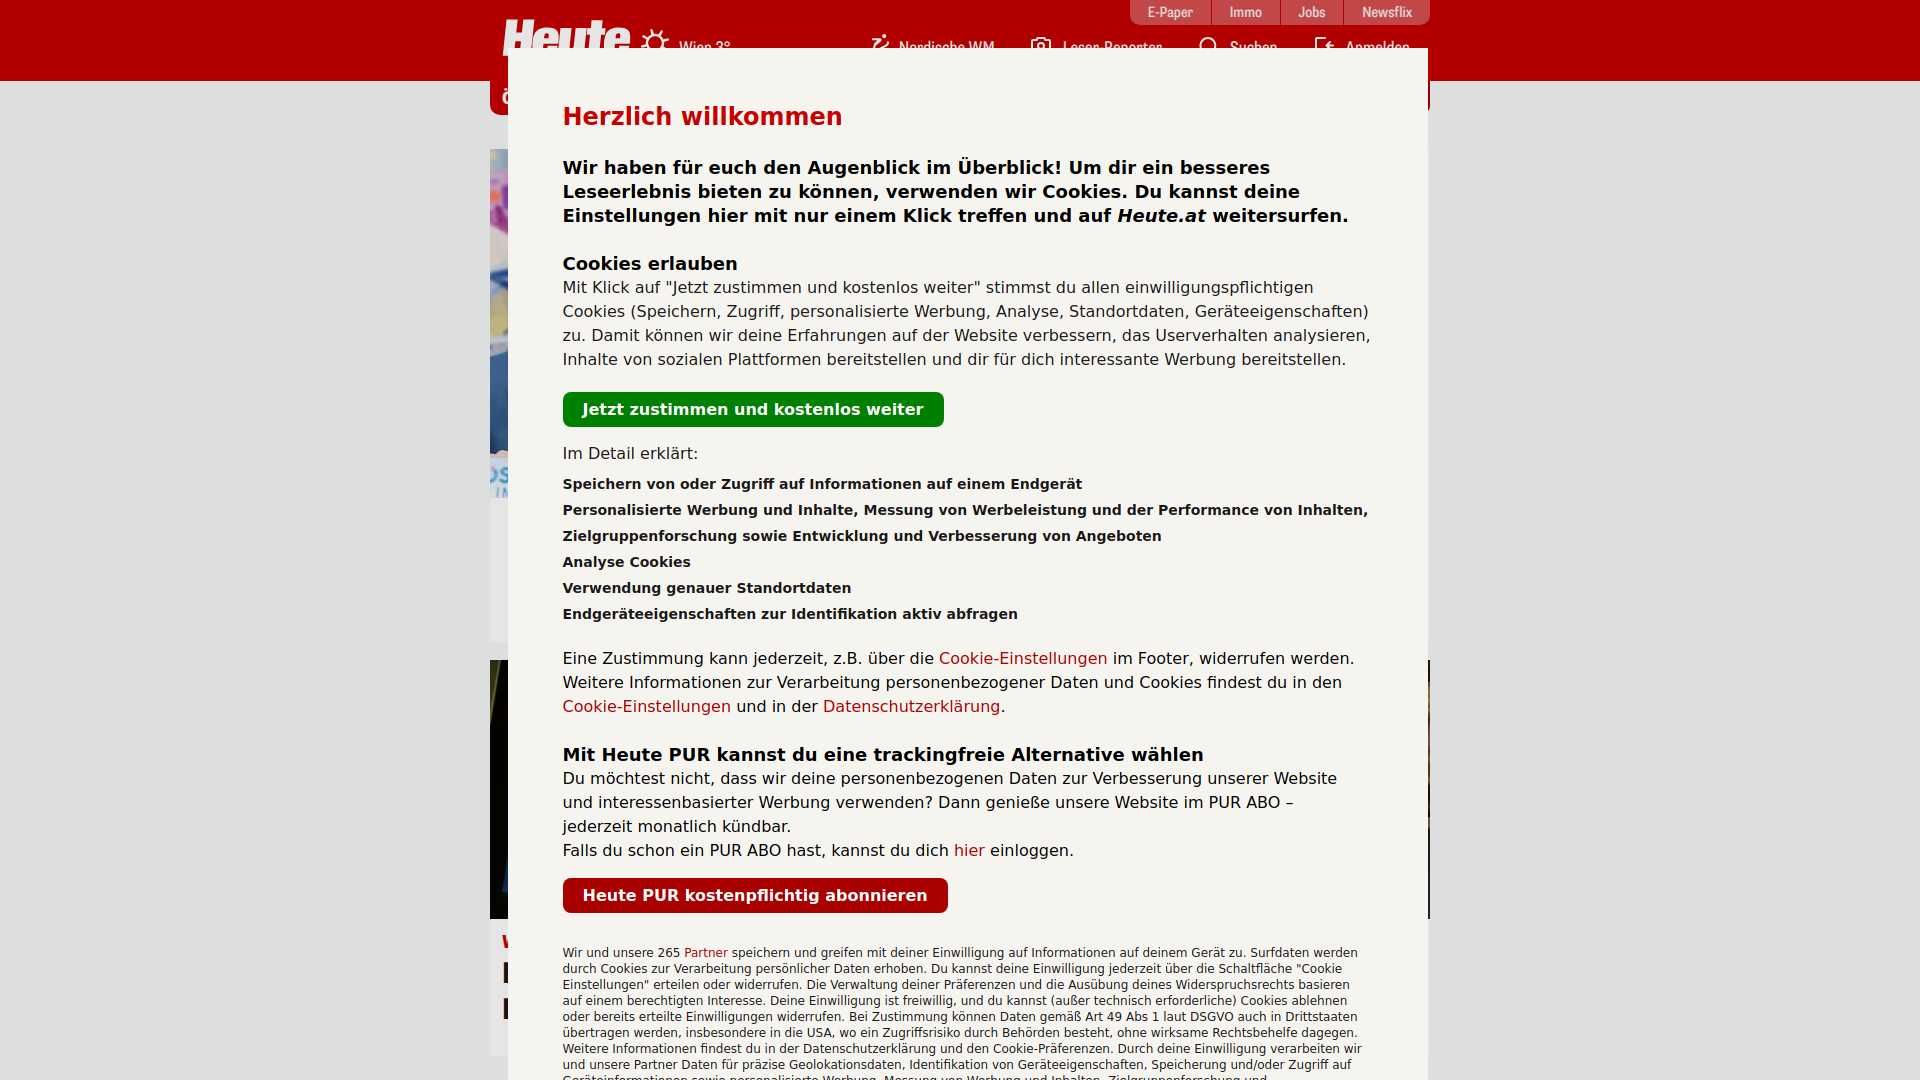 E-Paper
Immo
Jobs
Newsflix
Heute
Wien 3°
Nordische WM
Leser-Reporter
Suchen
Anmelden
Herzlich willkommen
Wir haben für euch den Augenblick im Überblick! Um dir ein besseres
Leseerlebnis bieten zu können, verwenden wir Cookies. Du kannst deine
Einstellungen hier mit nur einem Klick treffen und auf Heute.at weitersurfen.
Cookies erlauben
Mit Klick auf "Jetzt zustimmen und kostenlos weiter" stimmst du allen einwilligungspflichtigen
Cookies (Speichern, Zugriff, personalisierte Werbung, Analyse, Standortdaten, Geräteeigenschaften)
zu. Damit können wir deine Erfahrungen auf der Website verbessern, das Userverhalten analysieren,
Inhalte von sozialen Plattformen bereitstellen und dir für dich interessante Werbung bereitstellen.
Jetzt zustimmen und kostenlos weiter
Im Detail erklärt:
Speichern von oder Zugriff auf Informationen auf einem Endgerät
Personalisierte Werbung und Inhalte, Messung von Werbeleistung und der Performance von Inhalten,
Zielgruppenforschung sowie Entwicklung und Verbesserung von Angeboten
Analyse Cookies
Verwendung genauer Standortdaten
Endgeräteeigenschaften zur Identifikation aktiv abfragen
Eine Zustimmung kann jederzeit, z.B. über die Cookie-Einstellungen im Footer, widerrufen werden.
Weitere Informationen zur Verarbeitung personenbezogener Daten und Cookies findest du in den
Cookie-Einstellungen und in der Datenschutzerklärung.
Mit Heute PUR kannst du eine trackingfreie Alternative wählen
Du möchtest nicht, dass wir deine personenbezogenen Daten zur Verbesserung unserer Website
und interessenbasierter Werbung verwenden? Dann genieße unsere Website im PUR ABO –
jederzeit monatlich kündbar.
Falls du schon ein PUR ABO hast, kannst du dich hier einloggen.
Heute PUR kostenpflichtig abonnieren
Wir und unsere 265 Partner speichern und greifen mit deiner Einwilligung auf Informationen auf deinem Gerät zu. Surfdaten werden
durch Cookies zur Verarbeitung persönlicher Daten erhoben. Du kannst deine Einwilligung jederzeit über die Schaltfläche "Cookie
Einstellungen" erteilen oder widerrufen. Die Verwaltung deiner Präferenzen und die Ausübung deines Widerspruchsrechts basieren
auf einem berechtigten Interesse. Deine Einwilligung ist freiwillig, und du kannst (außer technisch erforderliche) Cookies ablehnen
oder bereits erteilte Einwilligungen widerrufen. Bei Zustimmung können Daten gemäß Art 49 Abs 1 laut DSGVO auch in Drittstaaten
übertragen werden, insbesondere in die USA, wo ein Zugriffsrisiko durch Behörden besteht, ohne wirksame Rechtsbehelfe dagegen.
Weitere Informationen findest du in der Datenschutzerklärung und den Cookie-Präferenzen. Durch deine Einwilligung verarbeiten wir
und unsere Partner Daten für präzise Geolokationsdaten, Identifikation von Geräteeigenschaften, Speicherung und/oder Zugriff auf
Geräteinformationen sowie personalisierte Werbung, Messung von Werbung und Inhalten, Zielgruppenforschung und